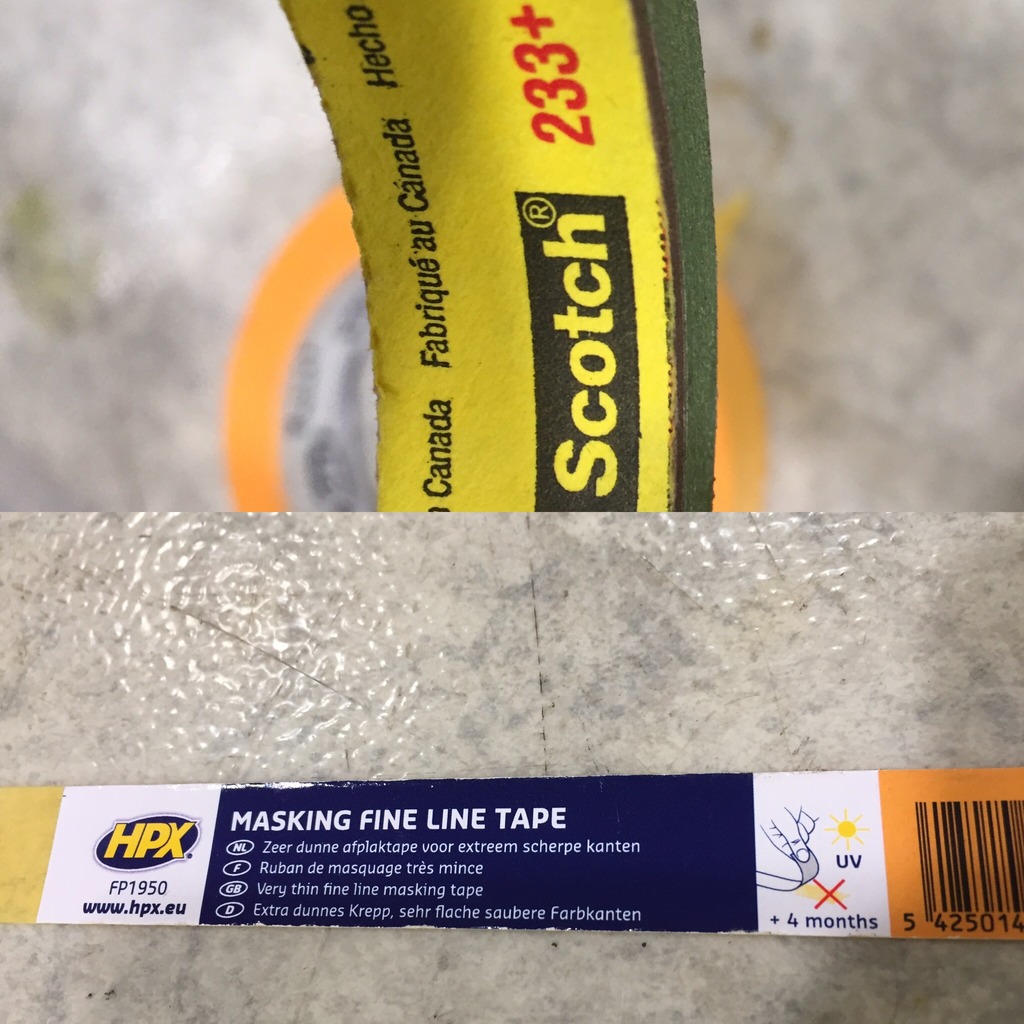 Hecho
Fabriqué au Canada
Canada
233+
Scotch®
HPX®
FP1950
www.hpx.eu
MASKING FINE LINE TAPE
NL Zeer dunne afplaktape voor extreem scherpe kanten
F Ruban de masquage très mince
GB Very thin fine line masking tape
D Extra dunnes Krepp, sehr flache saubere Farbkanten
UV
+ 4 months
5 425014